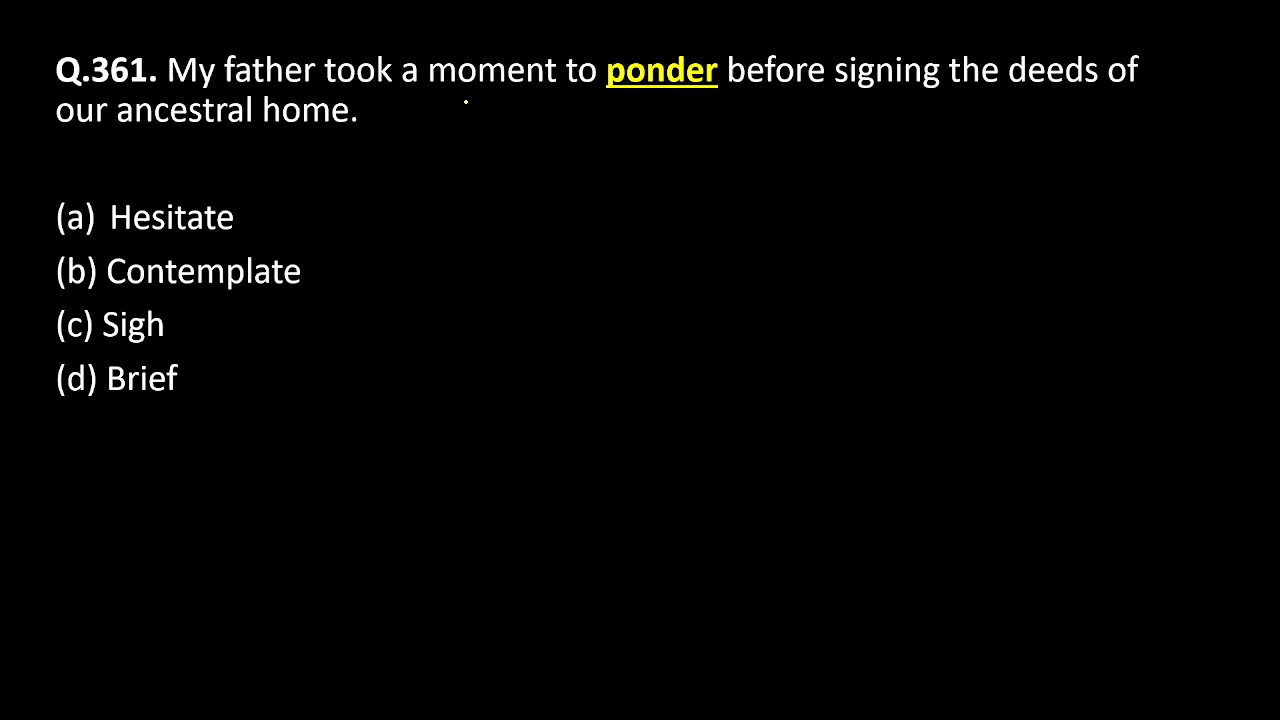 Q.361. My father took a moment to ponder before signing the deeds of
our ancestral home.
(a) Hesitate
(b) Contemplate
(c) Sigh
(d) Brief